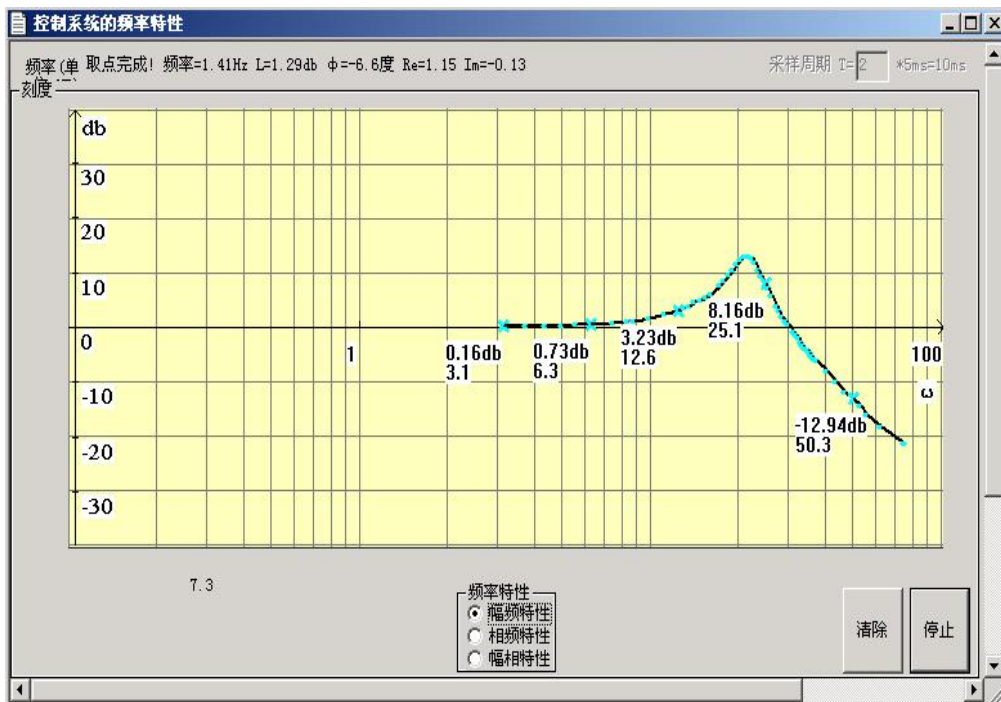 控制系统的频率特性
频率(单 取点完成! 频率=1.41Hz L=1.29db ф=-6.6度 Re=1.15 Im=-0.13
采样周期 T= 2 *5ms=10ms
刻度
db
30
20
10
0
-10
-20
-30
1
0.16db
3.1
0.73db
6.3
3.23db
12.6
8.16db
25.1
-12.94db
50.3
100
ω
7.3
频率特性
幅频特性
相频特性
幅相特性
清除
停止